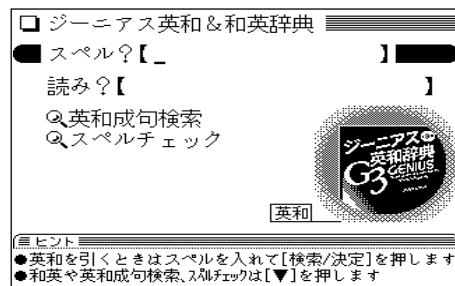 ジーニアス英和&和英辞典
スペル?【_ 】
読み?【 】
英和成句検索
スペルチェック
ジーニアス
英和辞典
G3 GENIUS
英和
ヒント
●英和を引くときはスペルを入れて[検索/決定]を押します
●和英や英和成句検索、スペルチェックは[▼]を押します